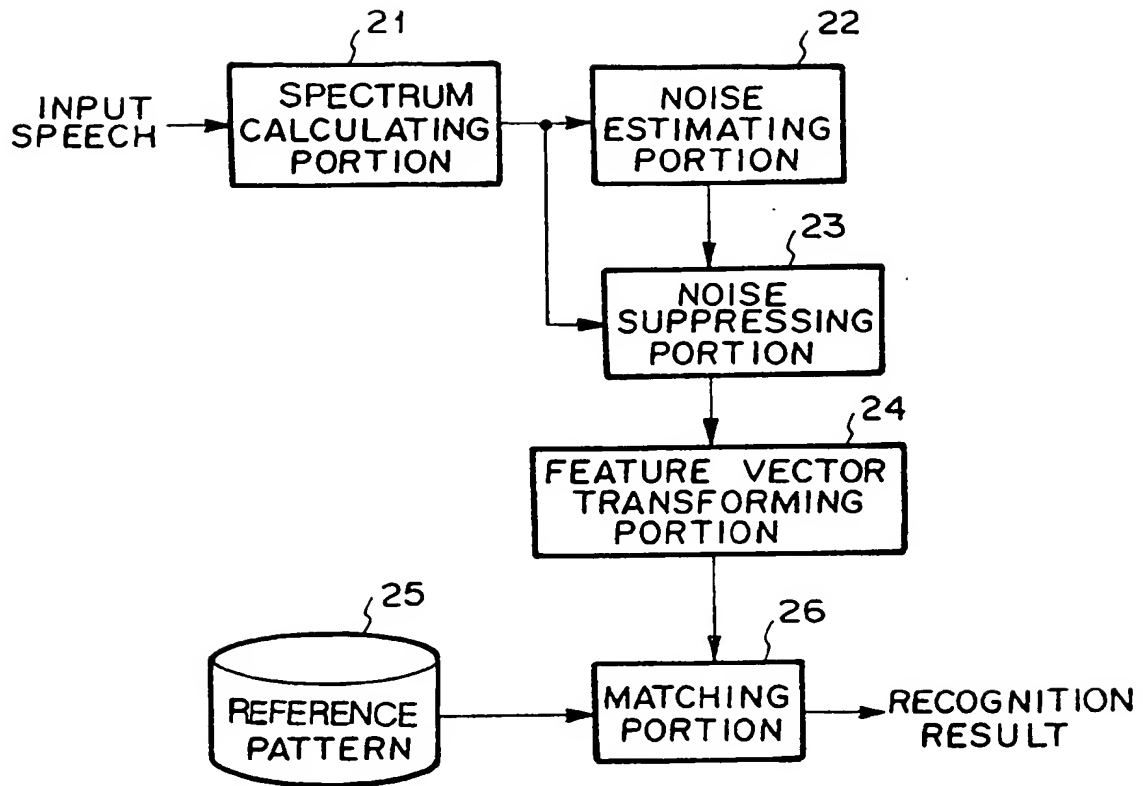 21
INPUT
SPEECH
SPECTRUM
CALCULATING
PORTION
22
NOISE
ESTIMATING
PORTION
23
NOISE
SUPPRESSING
PORTION
24
FEATURE VECTOR
TRANSFORMING
PORTION
25
REFERENCE
PATTERN
26
MATCHING
PORTION
RECOGNITION
RESULT